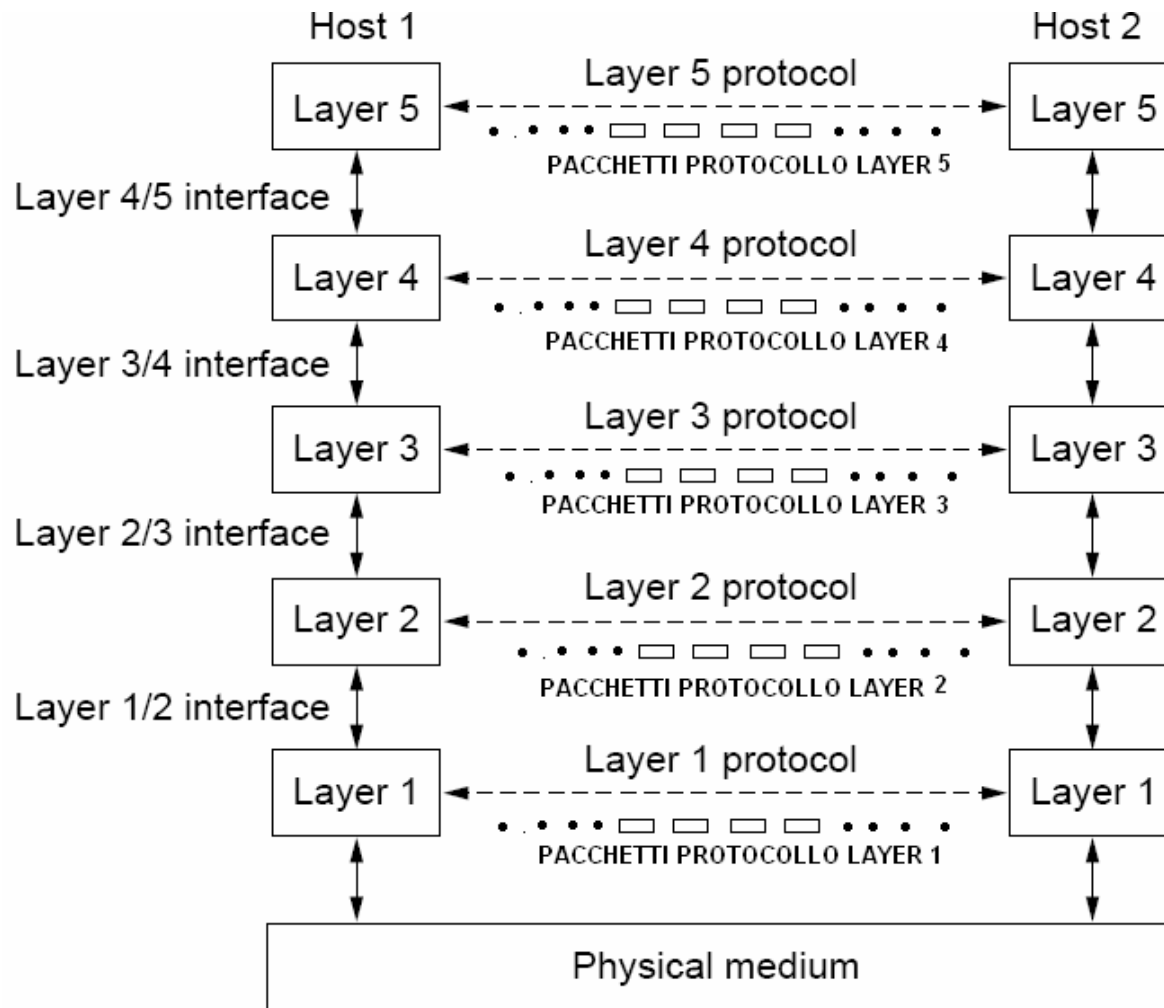 Host 1
Host 2
Layer 5 protocol
Layer 5
Layer 5
PACCHETTI PROTOCOLLO LAYER 5
Layer 4/5 interface
Layer 4 protocol
Layer 4
Layer 4
PACCHETTI PROTOCOLLO LAYER 4
Layer 3/4 interface
Layer 3 protocol
Layer 3
Layer 3
PACCHETTI PROTOCOLLO LAYER 3
Layer 2/3 interface
Layer 2 protocol
Layer 2
Layer 2
PACCHETTI PROTOCOLLO LAYER 2
Layer 1/2 interface
Layer 1 protocol
Layer 1
Layer 1
PACCHETTI PROTOCOLLO LAYER 1
Physical medium